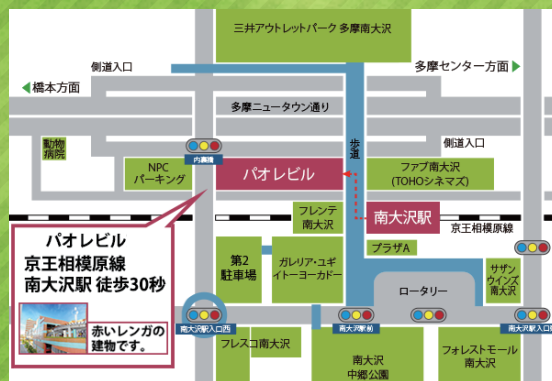 三井アウトレットパーク 多摩南大沢
側道入口
多摩センター方面
橋本方面
多摩ニュータウン通り
動物
病院
内裏橋
歩道
側道入口
NPC
パーキング
パオレビル
ファブ南大沢
(TOHOシネマズ)
フレンテ
南大沢
南大沢駅
京王相模原線
パオレビル
京王相模原線
南大沢駅 徒歩30秒
赤いレンガの
建物です。
第2
駐車場
ガレリア・ユギ
イトーヨーカドー
プラザA
ロータリー
サザン
ウインズ
南大沢
南大沢駅入口西
南大沢駅前
フレスコ南大沢
南大沢
中郷公園
フォレストモール
南大沢